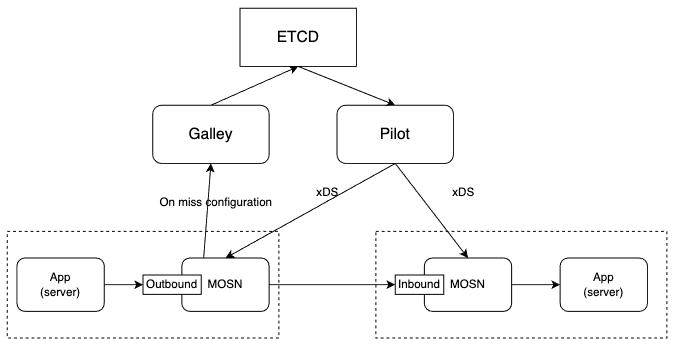 ETCD
Galley
Pilot
On miss configuration
xDS
xDS
App
(server)
Outbound
MOSN
Inbound
MOSN
App
(server)